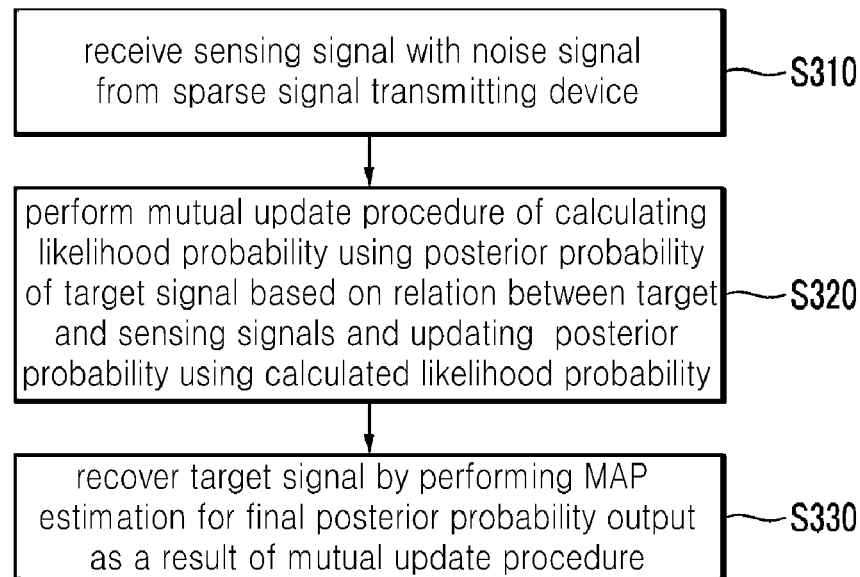 receive sensing signal with noise signal
from sparse signal transmitting device
S310
perform mutual update procedure of calculating
likelihood probability using posterior probability
of target signal based on relation between target
and sensing signals and updating posterior
probability using calculated likelihood probability
S320
recover target signal by performing MAP
estimation for final posterior probability output
as a result of mutual update procedure
S330